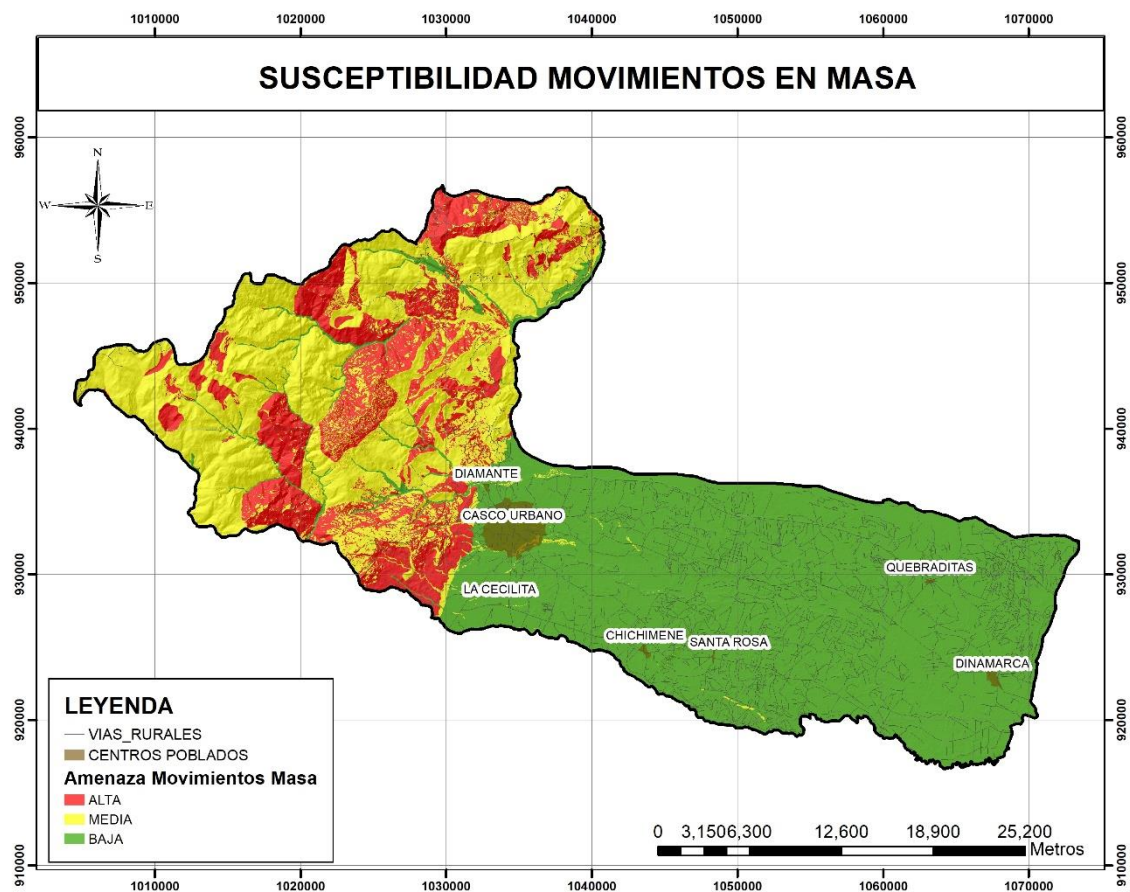 1010000 1020000 1030000 1040000 1050000 1060000 1070000
SUSCEPTIBILIDAD MOVIMIENTOS EN MASA
960000 960000
N
W E
S
950000 950000
940000 940000
DIAMANTE
CASCO URBANO
930000 930000
QUEBRADITAS
LA CECILITA
CHICHIMENE SANTA ROSA
DINAMARCA
920000 920000
LEYENDA
VIAS_RURALES
CENTROS POBLADOS
Amenaza Movimientos Masa
ALTA
MEDIA
BAJA
0 3,150 6,300 12,600 18,900 25,200
Metros
910000 910000
1010000 1020000 1030000 1040000 1050000 1060000 1070000